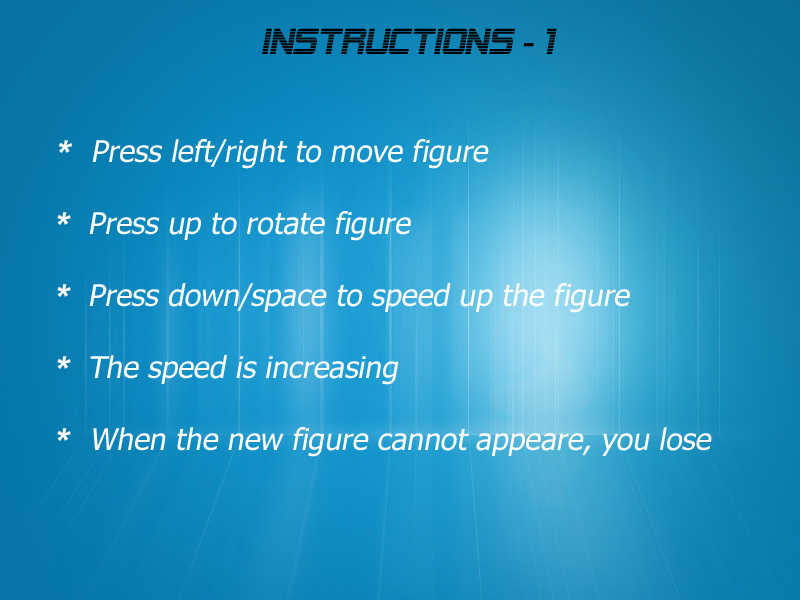 INSTRUCTIONS - 1
* Press left/right to move figure
* Press up to rotate figure
* Press down/space to speed up the figure
* The speed is increasing
* When the new figure cannot appeare, you lose